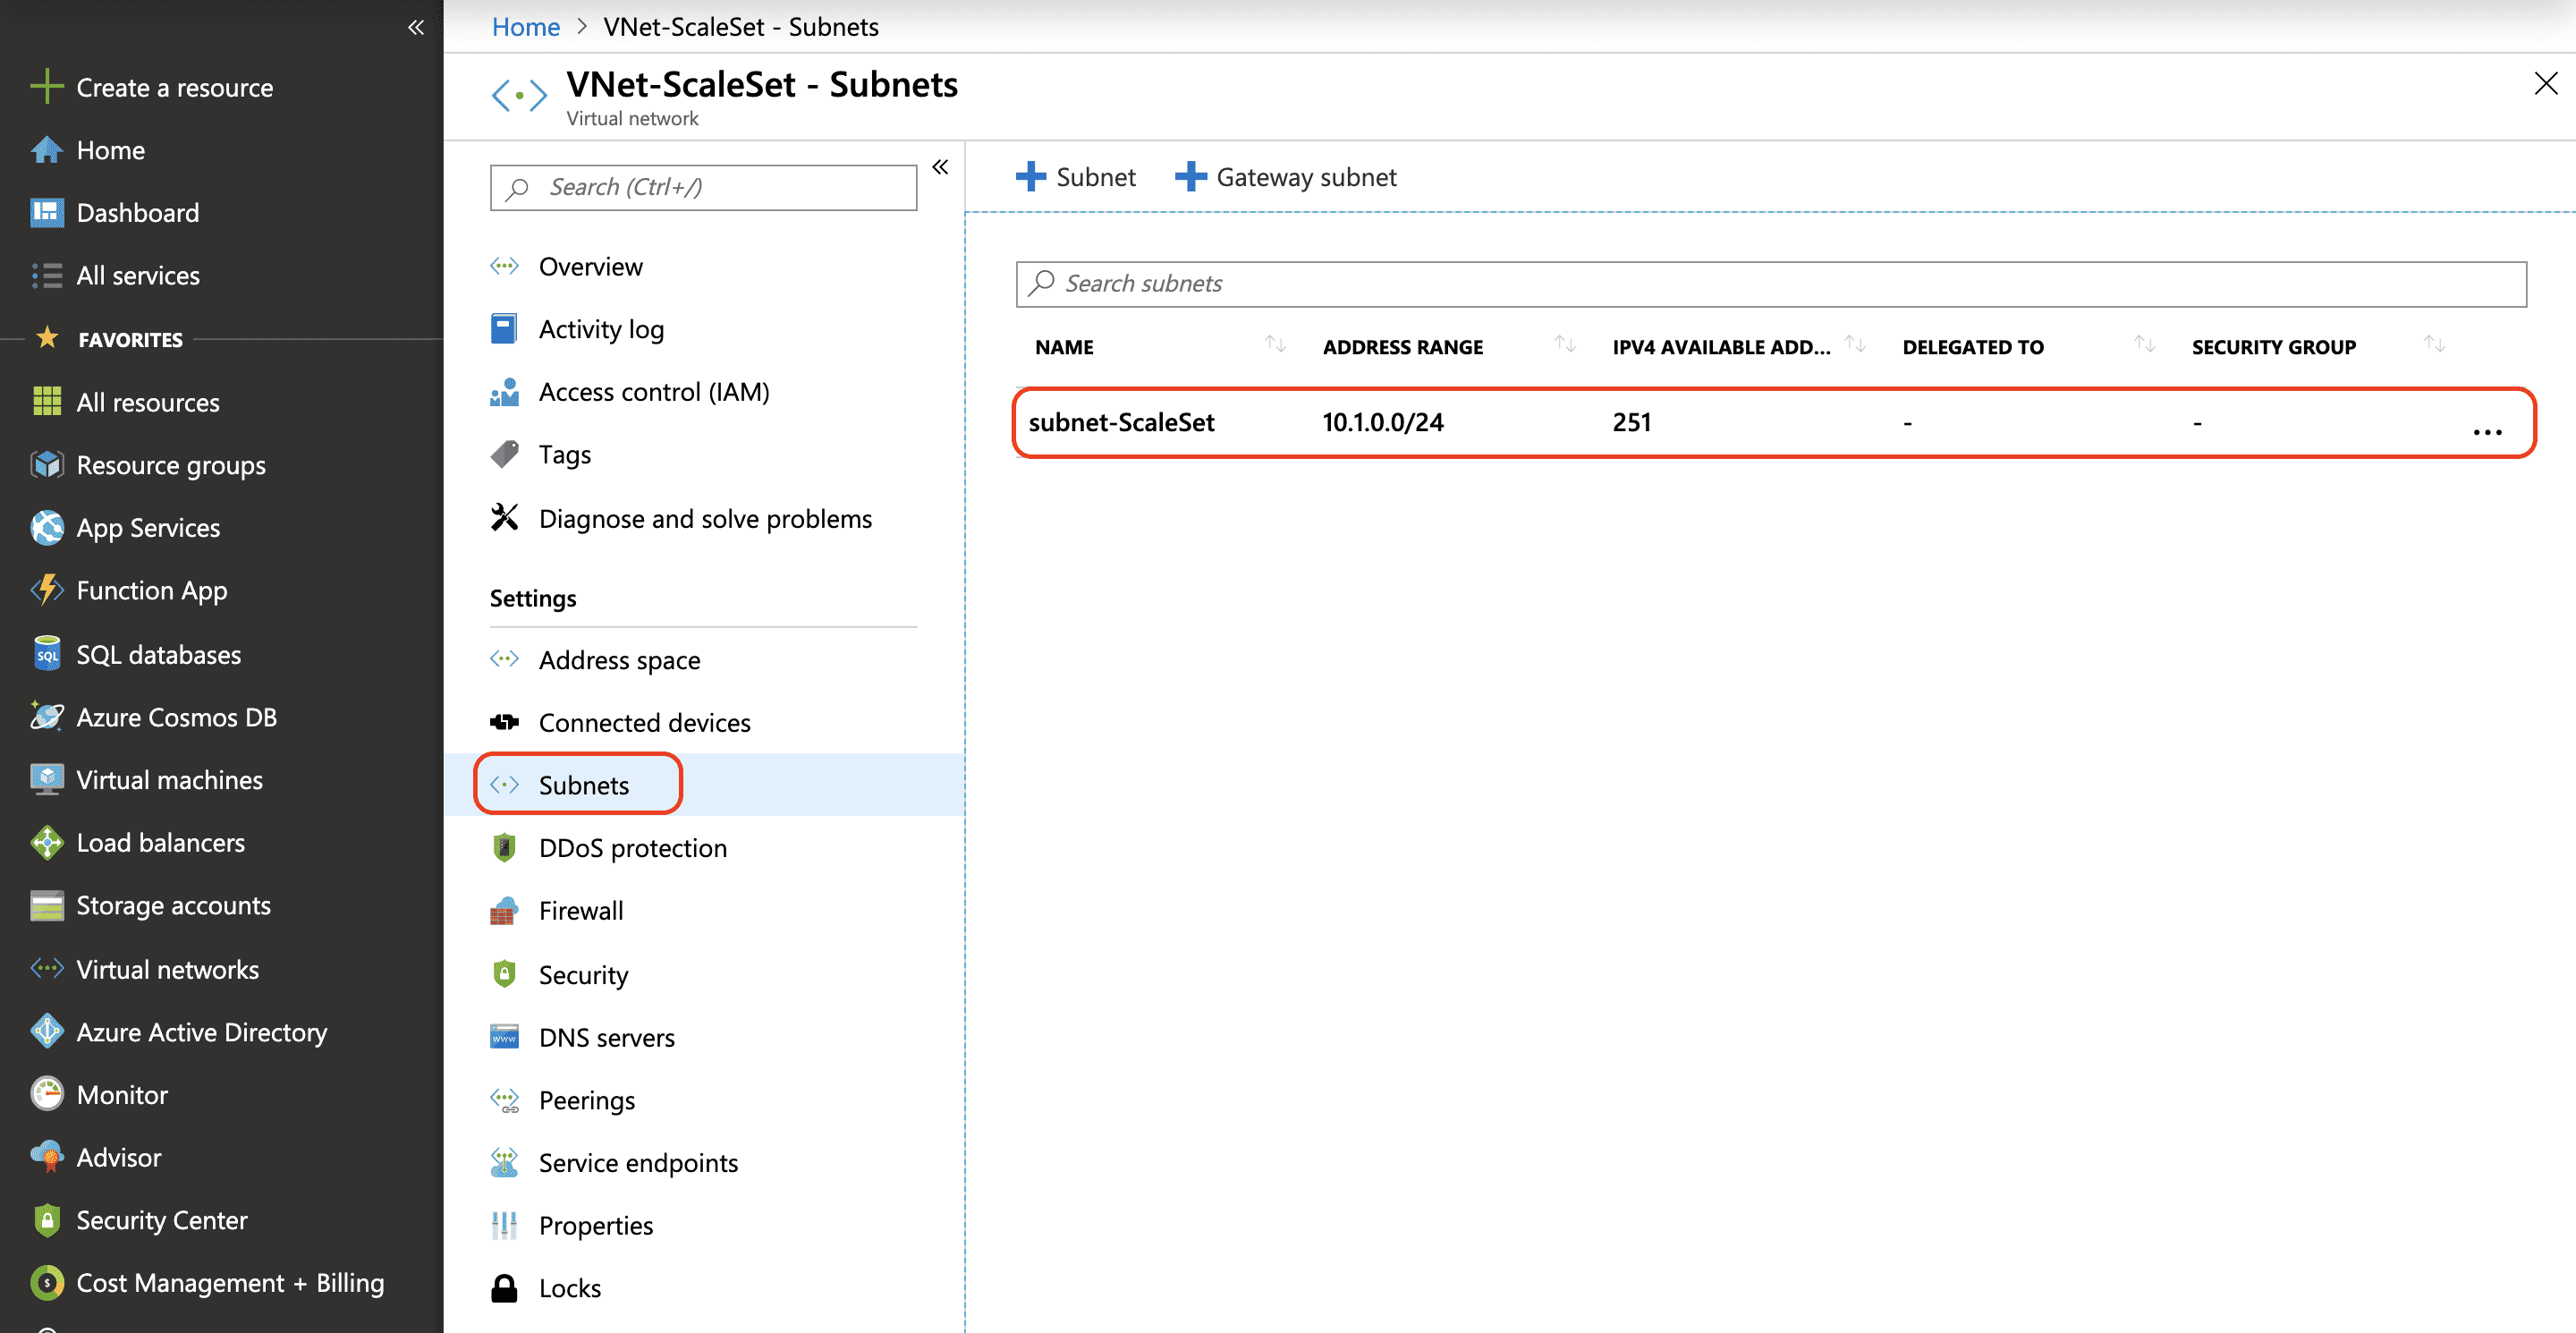 Create a resource
Home
Dashboard
All services
FAVORITES
All resources
Resource groups
App Services
Function App
SQL databases
Azure Cosmos DB
Virtual machines
Load balancers
Storage accounts
Virtual networks
Azure Active Directory
Monitor
Advisor
Security Center
Cost Management + Billing
Home > VNet-ScaleSet - Subnets
VNet-ScaleSet - Subnets
Virtual network
Search (Ctrl+/)
Overview
Activity log
Access control (IAM)
Tags
Diagnose and solve problems
Settings
Address space
Connected devices
Subnets
DDoS protection
Firewall
Security
DNS servers
Peerings
Service endpoints
Properties
Locks
Subnet Gateway subnet
Search subnets
NAME ADDRESS RANGE IPV4 AVAILABLE ADD... DELEGATED TO SECURITY GROUP
subnet-ScaleSet 10.1.0.0/24 251 - - ...